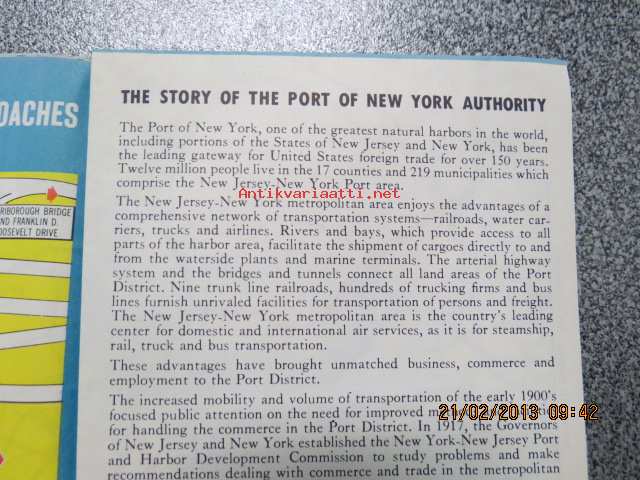 OACHES
RIBOROUGH BRIDGE
ND FRANKLIN D.
OOSEVELT DRIVE
THE STORY OF THE PORT OF NEW YORK AUTHORITY
The Port of New York, one of the greatest natural harbors in the world,
including portions of the States of New Jersey and New York, has been
the leading gateway for United States foreign trade for over 150 years.
Twelve million people live in the 17 counties and 219 municipalities which
comprise the New Jersey-New York Port area.
Antikvariaatti.net
The New Jersey-New York metropolitan area enjoys the advantages of a
comprehensive network of transportation systems—railroads, water car-
riers, trucks and airlines. Rivers and bays, which provide access to all
parts of the harbor area, facilitate the shipment of cargoes directly to and
from the waterside plants and marine terminals. The arterial highway
system and the bridges and tunnels connect all land areas of the Port
District. Nine trunk line railroads, hundreds of trucking firms and bus
lines furnish unrivaled facilities for transportation of persons and freight.
The New Jersey-New York metropolitan area is the country's leading
center for domestic and international air services, as it is for steamship,
rail, truck and bus transportation.
These advantages have brought unmatched business, commerce and
employment to the Port District.
The increased mobility and volume of transportation of the early 1900's
focused public attention on the need for improved
for handling the commerce in the Port District. In 1917, the Governors
of New Jersey and New York established the New York-New Jersey Port
and Harbor Development Commission to study problems and make
recommendations dealing with commerce and trade in the metropolitan
21/02/2013 09:42